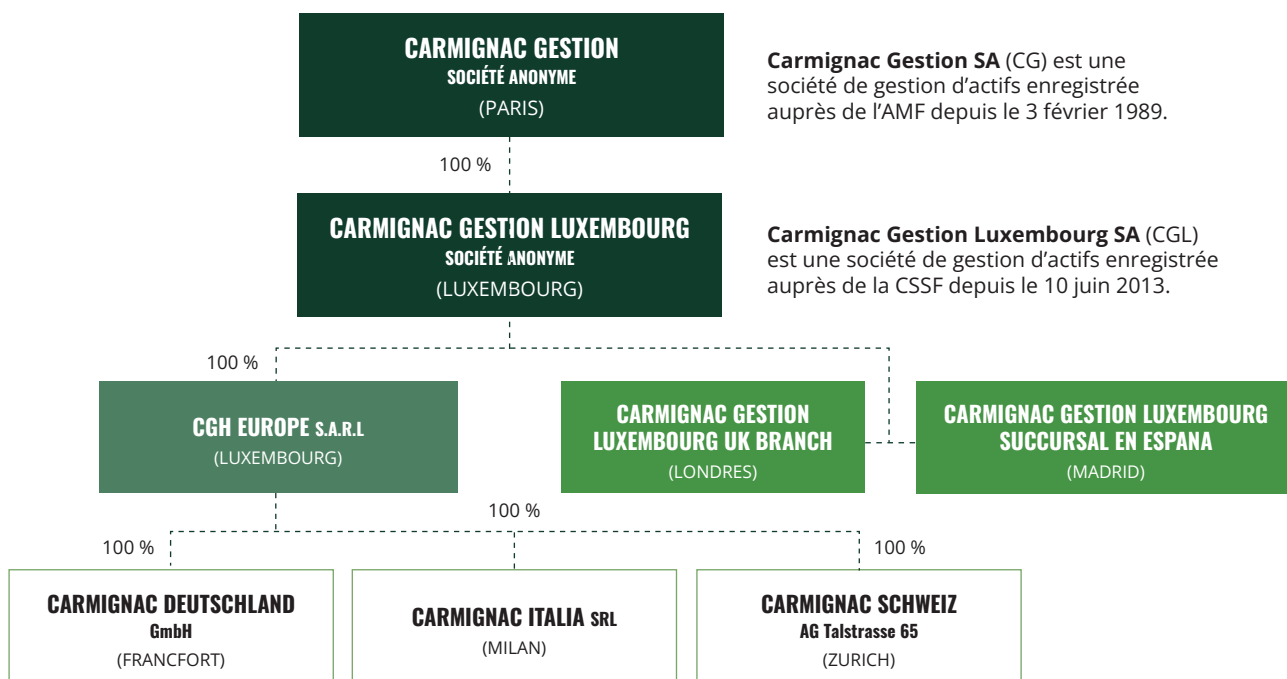 CARMIGNAC GESTION
SOCIÉTÉ ANONYME
(PARIS)
Carmignac Gestion SA (CG) est une
société de gestion d’actifs enregistrée
auprès de l’AMF depuis le 3 février 1989.
100 %
CARMIGNAC GESTION LUXEMBOURG
SOCIÉTÉ ANONYME
(LUXEMBOURG)
Carmignac Gestion Luxembourg SA (CGL)
est une société de gestion d’actifs enregistrée
auprès de la CSSF depuis le 10 juin 2013.
100 %
CGH EUROPE S.A.R.L
(LUXEMBOURG)
CARMIGNAC GESTION
LUXEMBOURG UK BRANCH
(LONDRES)
CARMIGNAC GESTION LUXEMBOURG
SUCCURSAL EN ESPANA
(MADRID)
100 %
100 %
100 %
CARMIGNAC DEUTSCHLAND
GmbH
(FRANCFORT)
CARMIGNAC ITALIA SRL
(MILAN)
CARMIGNAC SCHWEIZ
AG Talstrasse 65
(ZURICH)